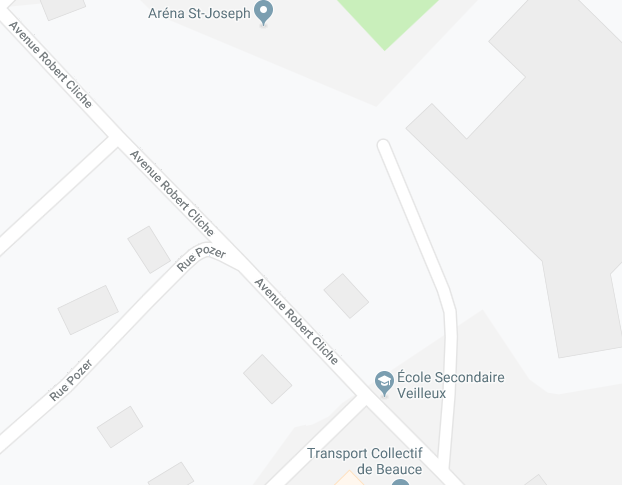 Aréna St-Joseph
Avenue Robert Cliche
Avenue Robert Cliche
Rue Pozer
Avenue Robert Cliche
Rue Pozer
École Secondaire
Veilleux
Transport Collectif
de Beauce